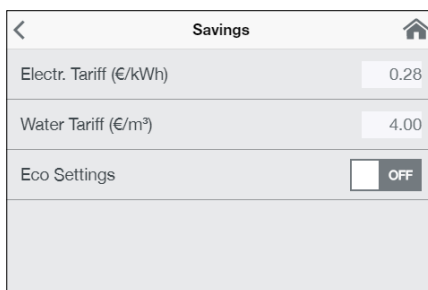 Savings
Electr. Tariff (€/kWh) 0.28
Water Tariff (€/m³) 4.00
Eco Settings OFF